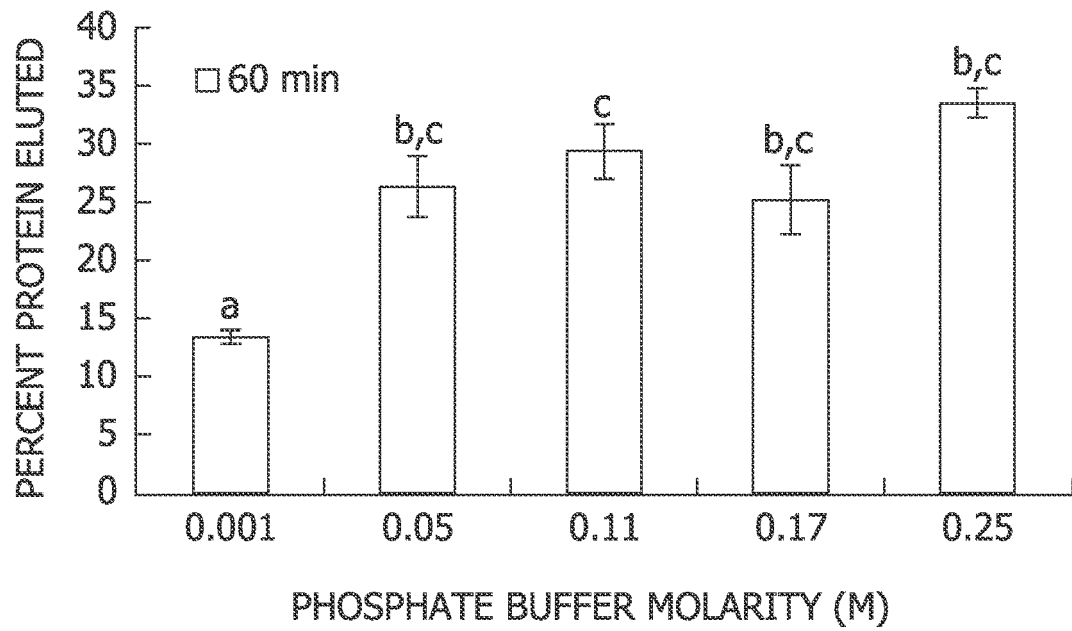 PERCENT PROTEIN ELUTED
40
35
30
25
20
15
10
5
0
60 min
a
b,c
c
b,c
b,c
0.001 0.05 0.11 0.17 0.25
PHOSPHATE BUFFER MOLARITY (M)